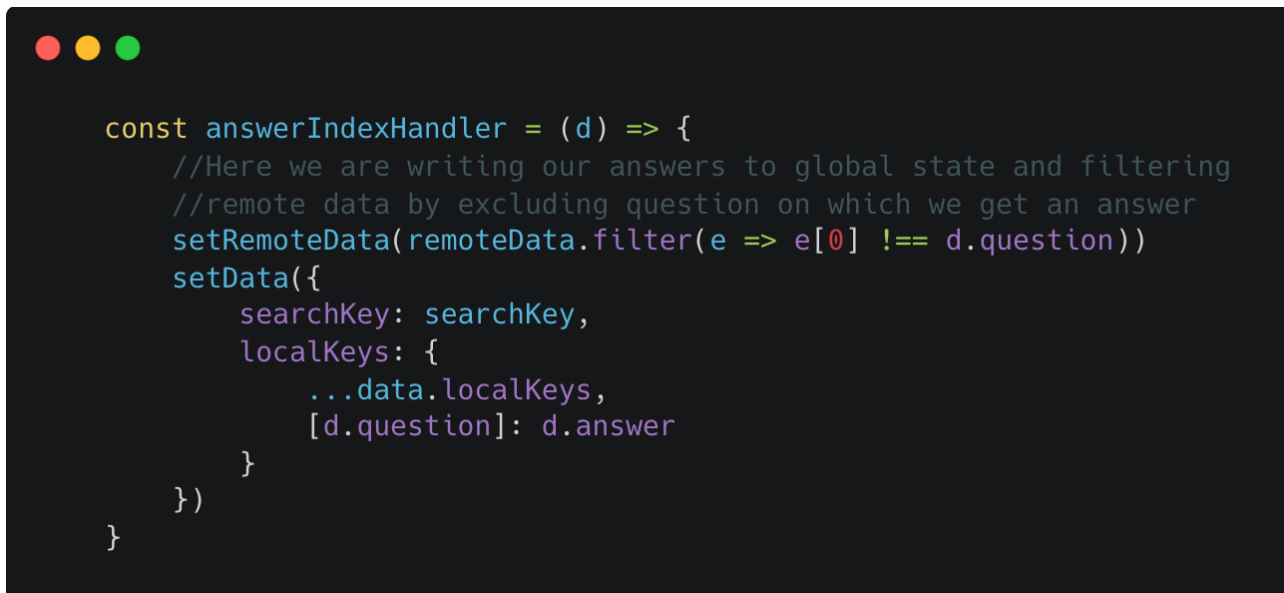 const answerIndexHandler = (d) => {
    //Here we are writing our answers to global state and filtering
    //remote data by excluding question on which we get an answer
    setRemoteData(remoteData.filter(e => e[0] !== d.question))
    setData({
        searchKey: searchKey,
        localKeys: {
            ...data.localKeys,
            [d.question]: d.answer
        }
    })
}